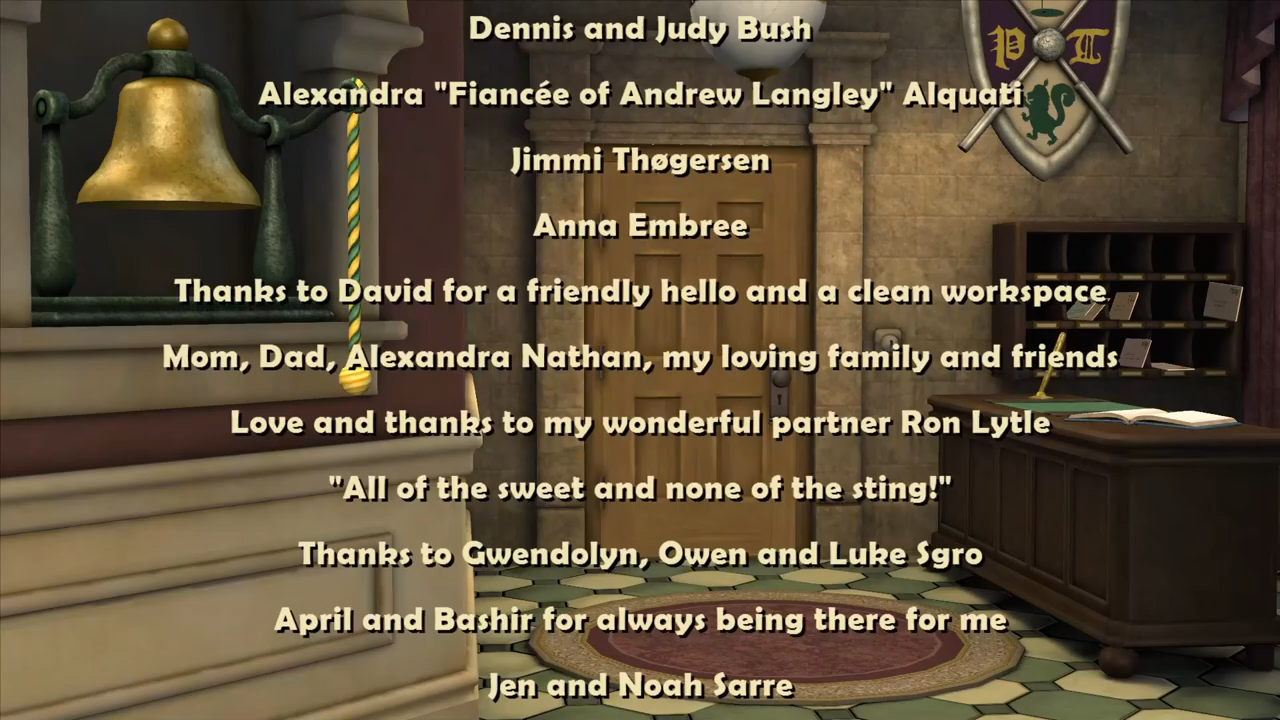 Dennis and Judy Bush
Alexandra "Fiancée of Andrew Langley" Alquati
Jimmi Thøgersen
Anna Embree
Thanks to David for a friendly hello and a clean workspace
Mom, Dad, Alexandra Nathan, my loving family and friends
Love and thanks to my wonderful partner Ron Lytle
"All of the sweet and none of the sting!"
Thanks to Gwendolyn, Owen and Luke Sgro
April and Bashir for always being there for me
Jen and Noah Sarre
P T